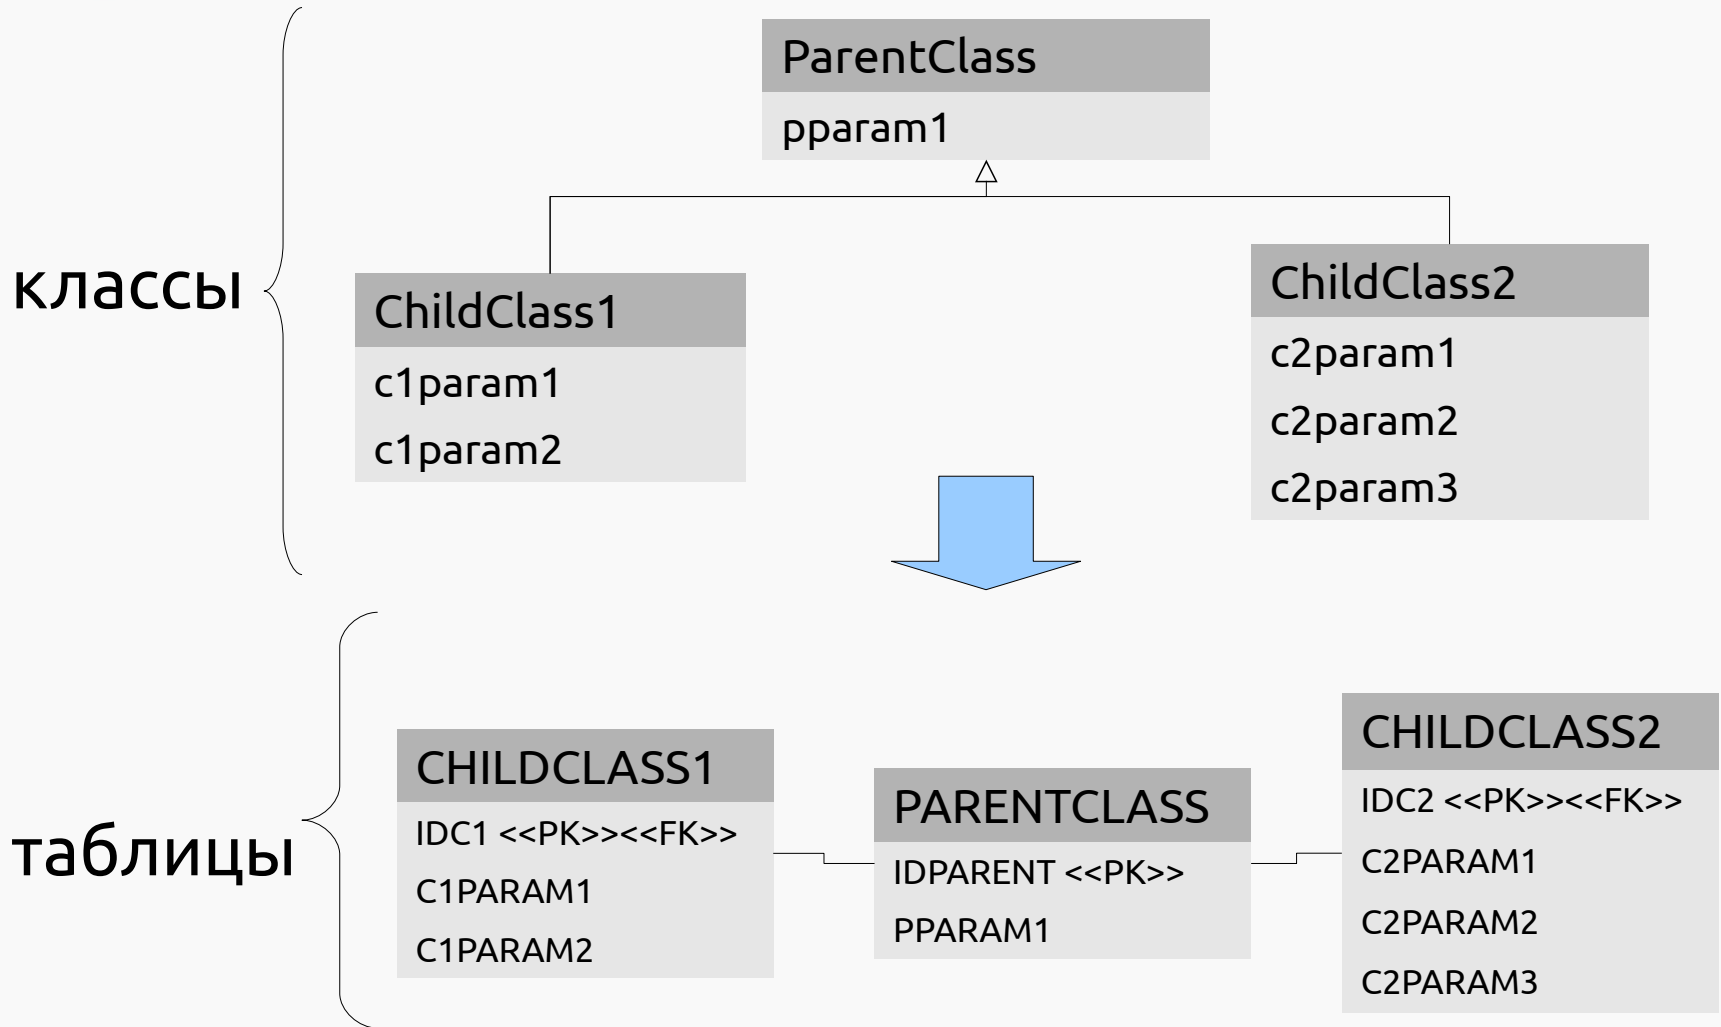 ParentClass
pparam1
классы
ChildClass1
c1param1
c1param2
ChildClass2
c2param1
c2param2
c2param3
таблицы
CHILDCLASS1
IDC1 <<PK>><<FK>>
C1PARAM1
C1PARAM2
PARENTCLASS
IDPARENT <<PK>>
PPARAM1
CHILDCLASS2
IDC2 <<PK>><<FK>>
C2PARAM1
C2PARAM2
C2PARAM3